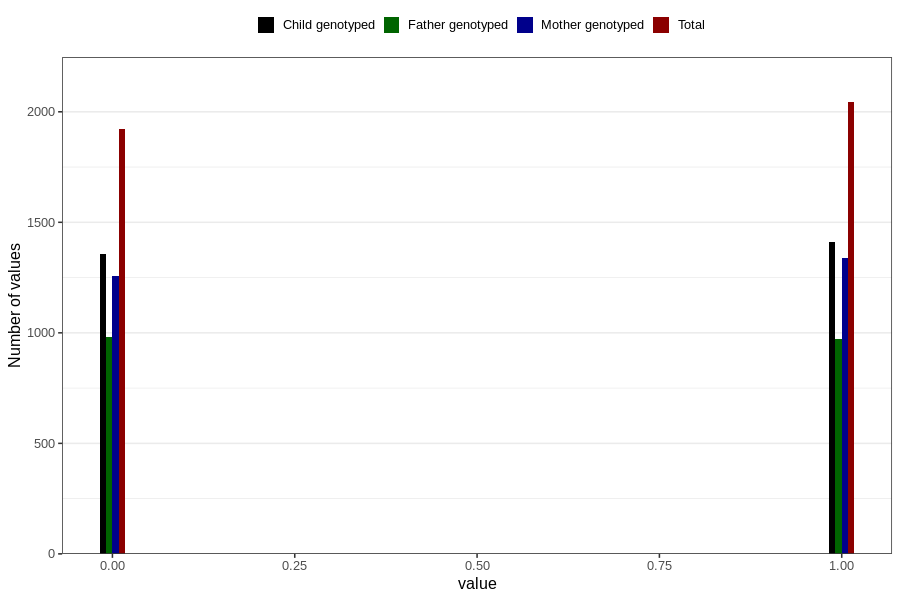 Child genotyped Father genotyped Mother genotyped Total
Number of values
2000
1500
1000
500
0
0.00 0.25 0.50 0.75 1.00
value